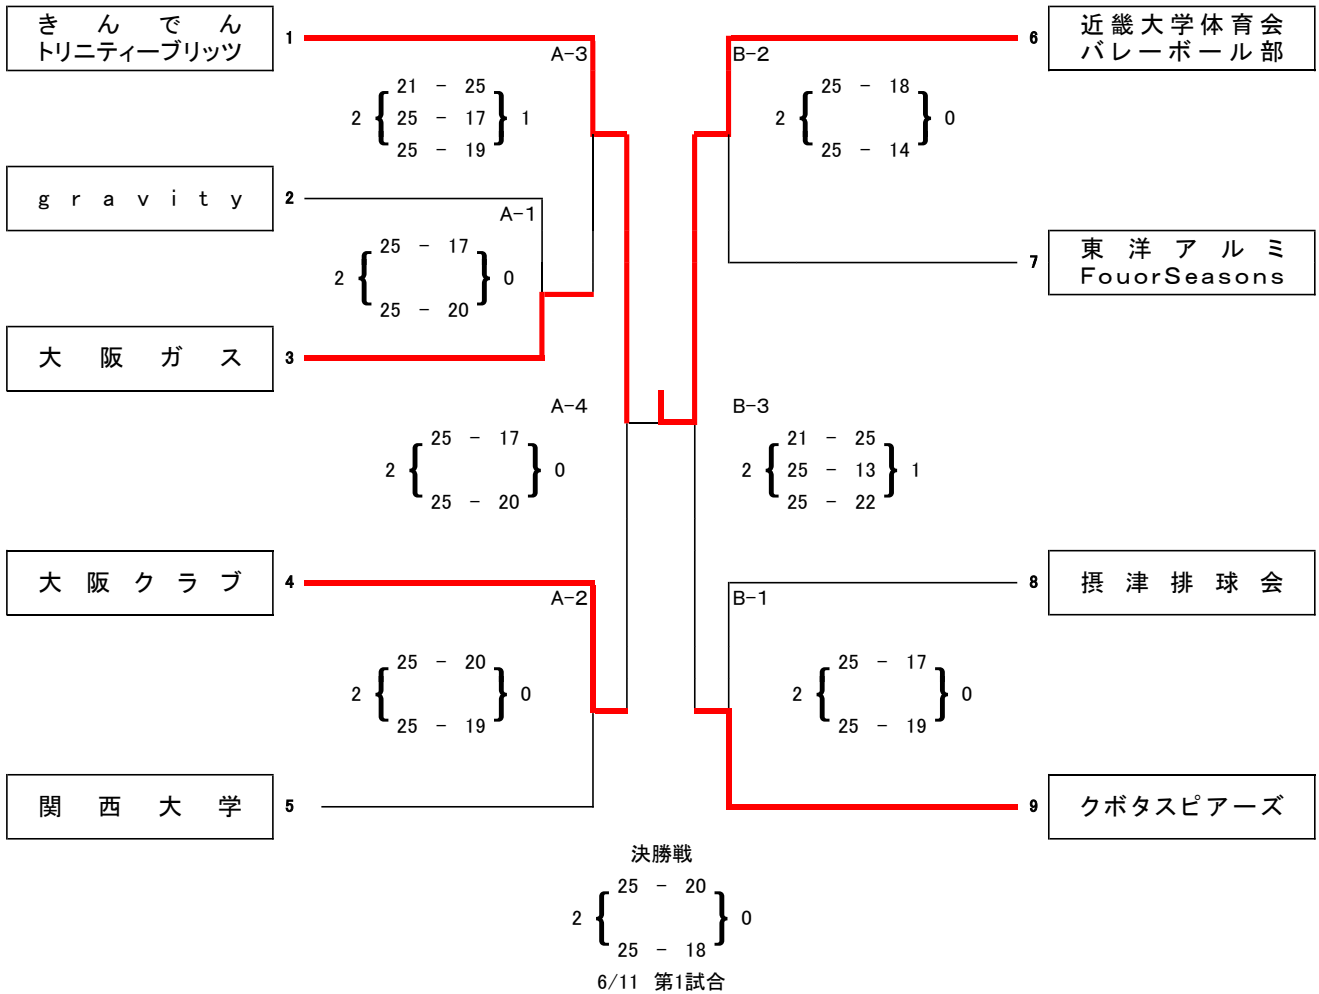 きんでん
トリニティーブリッツ
1
A-3
21 - 25
2 { 25 - 17 } 1
25 - 19
gravity
2
A-1
25 - 17
2 { } 0
25 - 20
大阪ガス
3
A-4
25 - 17
2 { } 0
25 - 20
大阪クラブ
4
A-2
25 - 20
2 { } 0
25 - 19
関西大学
5
6
近畿大学体育会
バレーボール部
B-2
25 - 18
2 { } 0
25 - 14
7
東洋アルミ
FouorSeasons
B-3
21 - 25
2 { 25 - 13 } 1
25 - 22
8
摂津排球会
B-1
25 - 17
2 { } 0
25 - 19
9
クボタスピアーズ
決勝戦
25 - 20
2 { } 0
25 - 18
6/11 第1試合